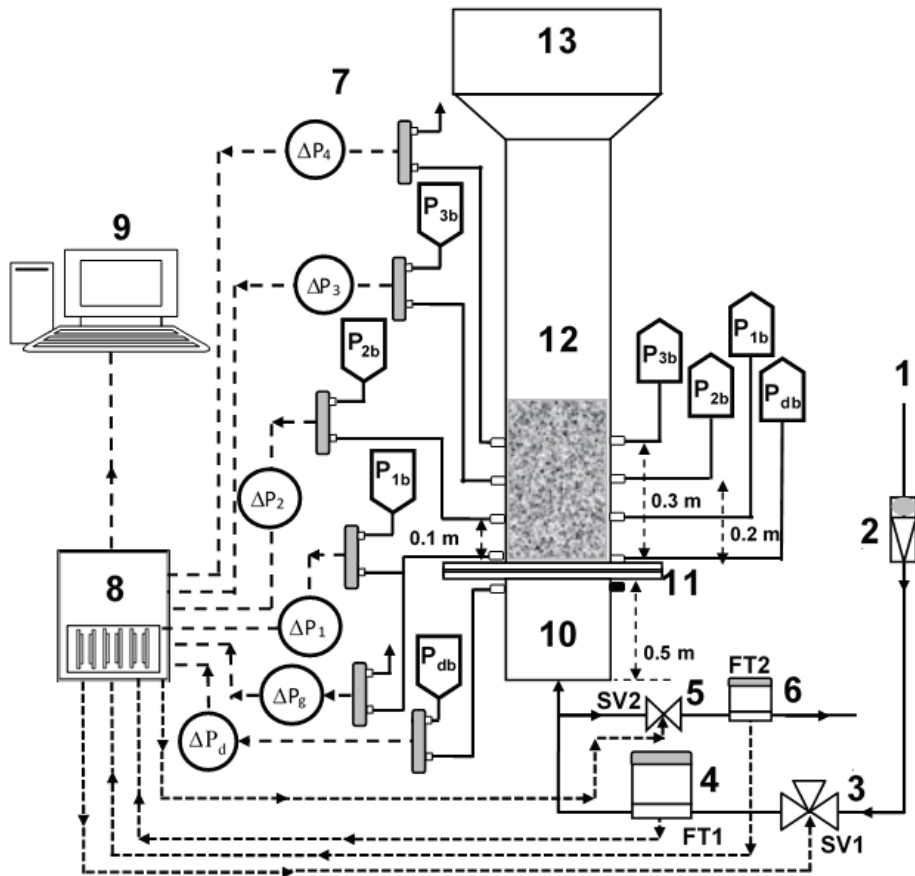 13
7
ΔP4
P3b
9
ΔP3
P2b
12
P3b
P1b
P2b
Pdb
1
ΔP2
P1b
0.3 m
0.2 m
0.1 m
2
8
11
ΔP1
10
Pdb
0.5 m
ΔPg
FT2
SV2
5
6
ΔPd
4
3
FT1
SV1